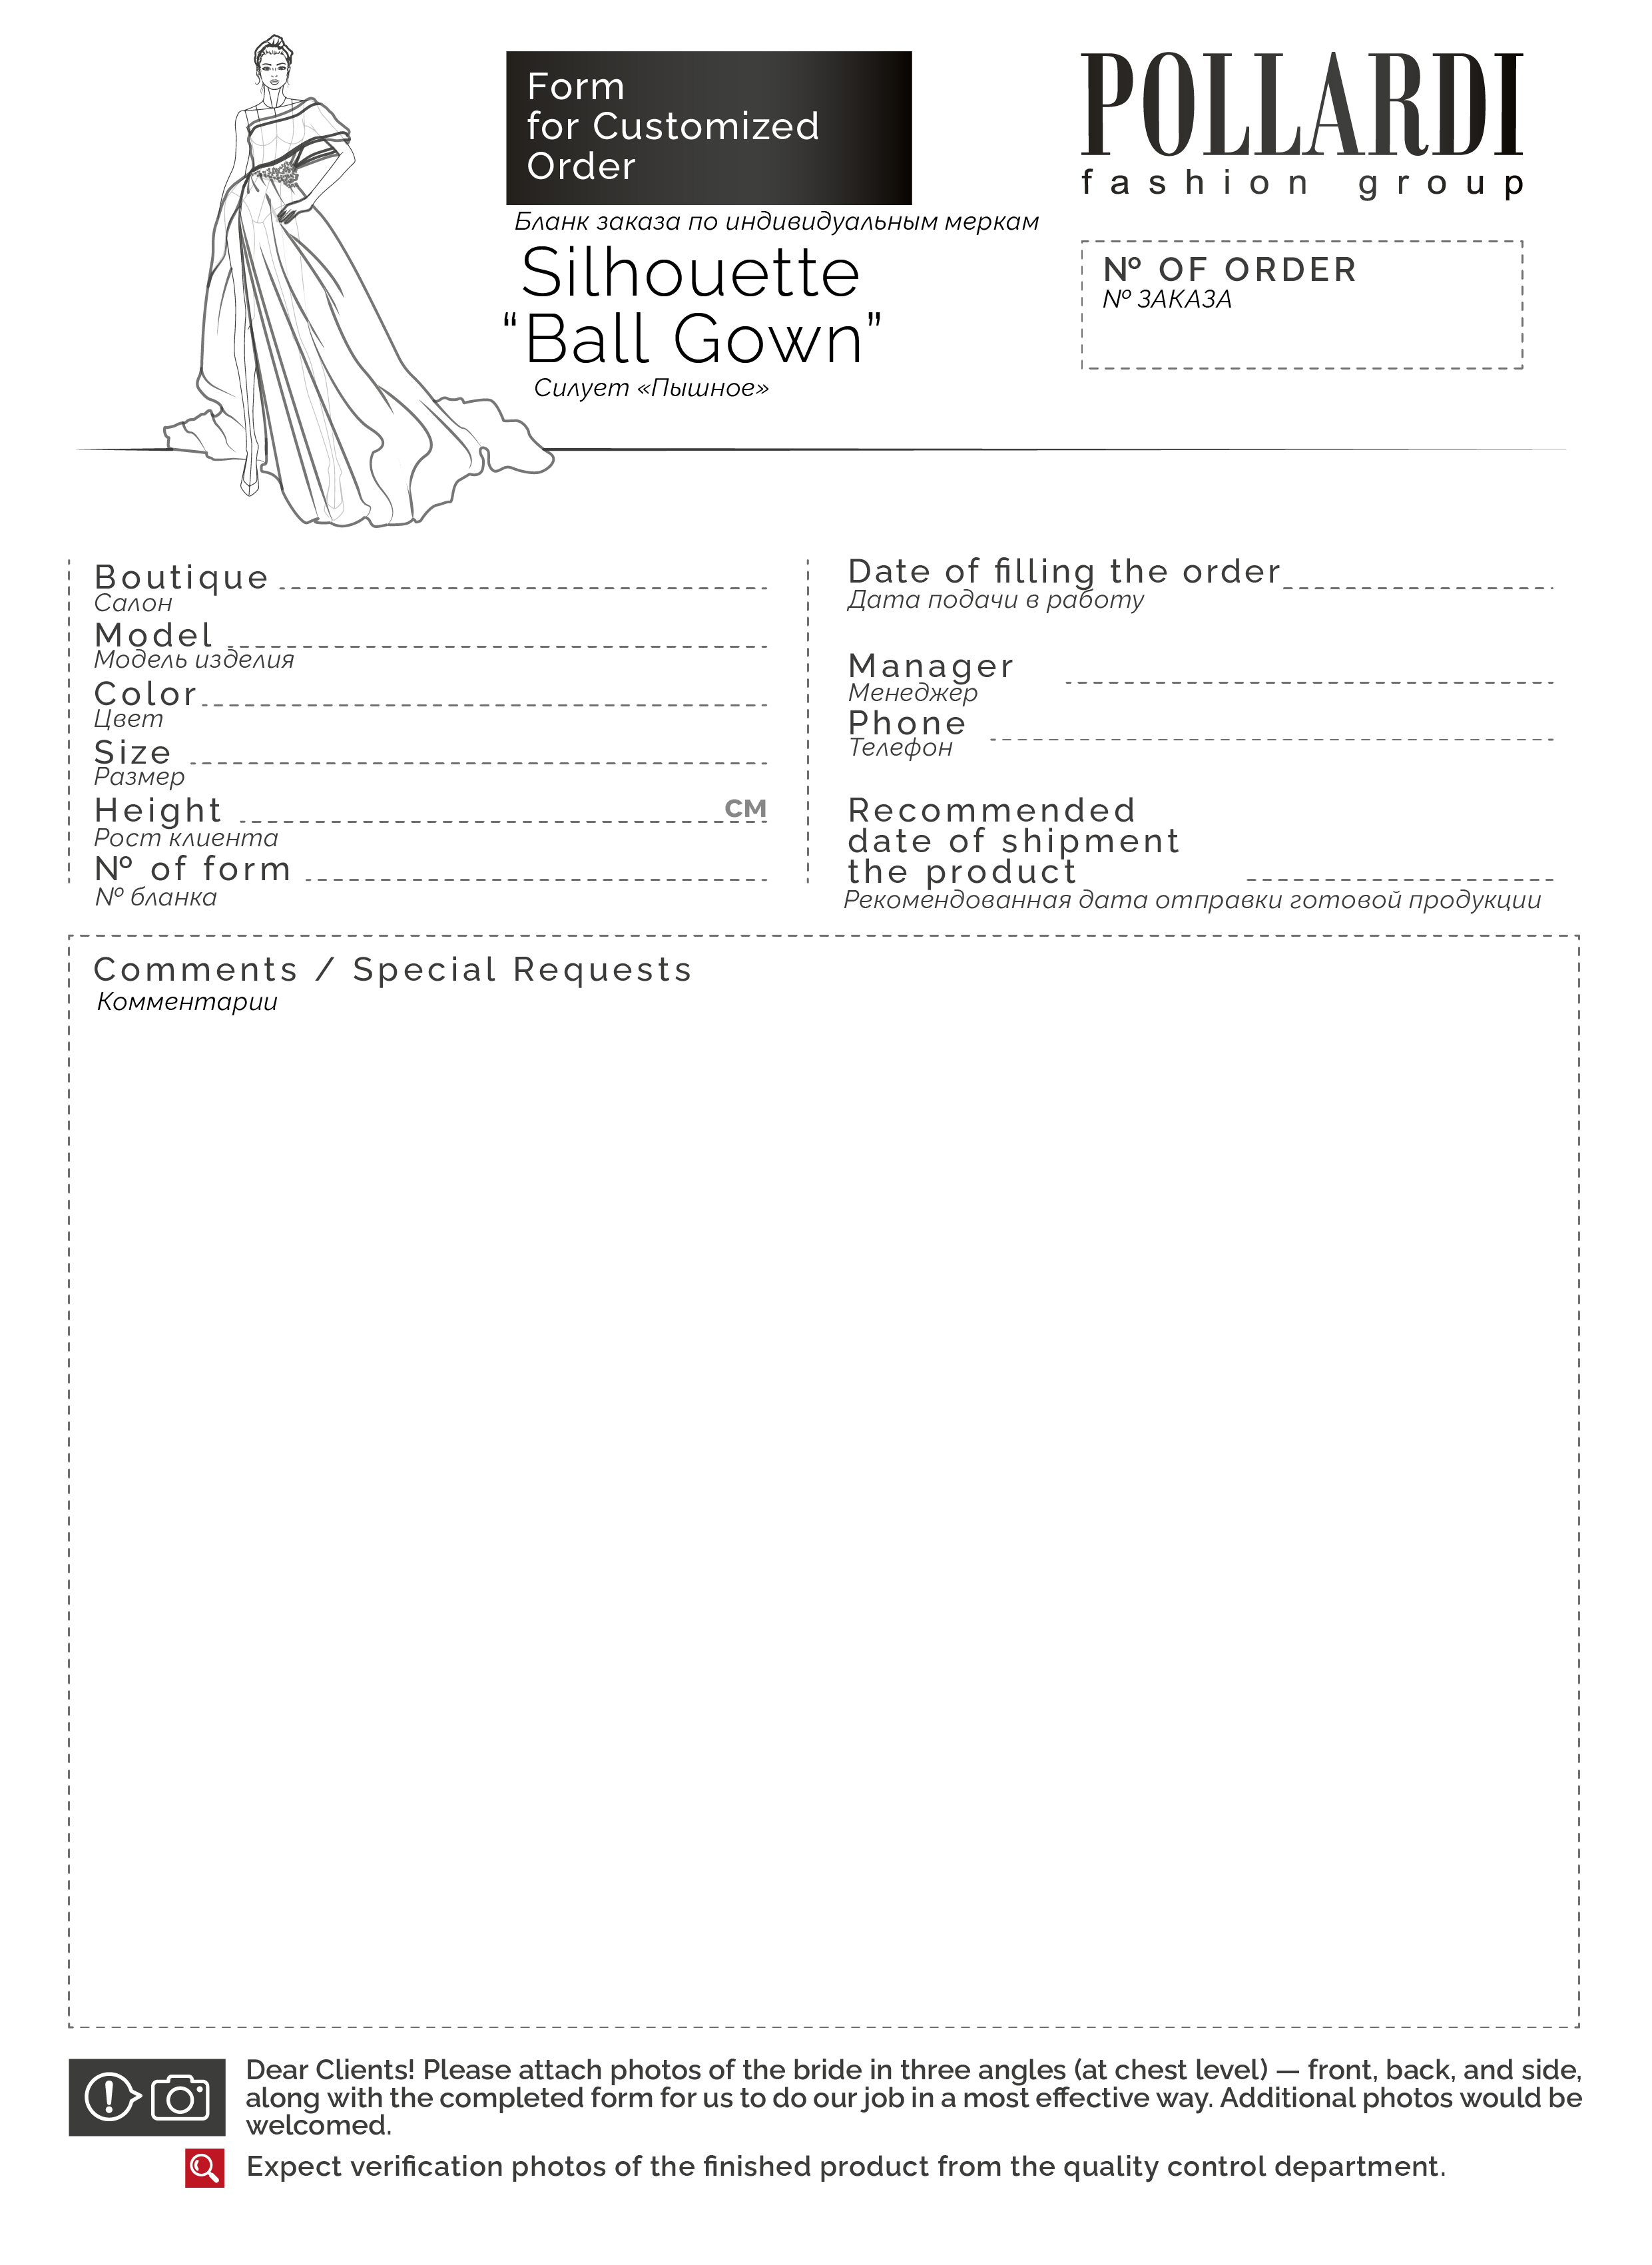 Form
for Customized
Order
Бланк заказа по индивидуальным меркам
Silhouette
“Ball Gown”
Силует «Пышное»
POLLARDI
fashion group
Nº OF ORDER
Nº ЗАКАЗА
Boutique
Салон
Model
Модель изделия
Color
Цвет
Size
Размер
Height CM
Рост клиента
Nº of form
Nº бланка
Date of filling the order
Дата подачи в работу
Manager
Менеджер
Phone
Телефон
Recommended
date of shipment
the product
Рекомендованная дата отправки готовой продукции
Comments / Special Requests
Комментарии
Dear Clients! Please attach photos of the bride in three angles (at chest level) — front, back, and side,
along with the completed form for us to do our job in a most effective way. Additional photos would be
welcomed.
Expect verification photos of the finished product from the quality control department.